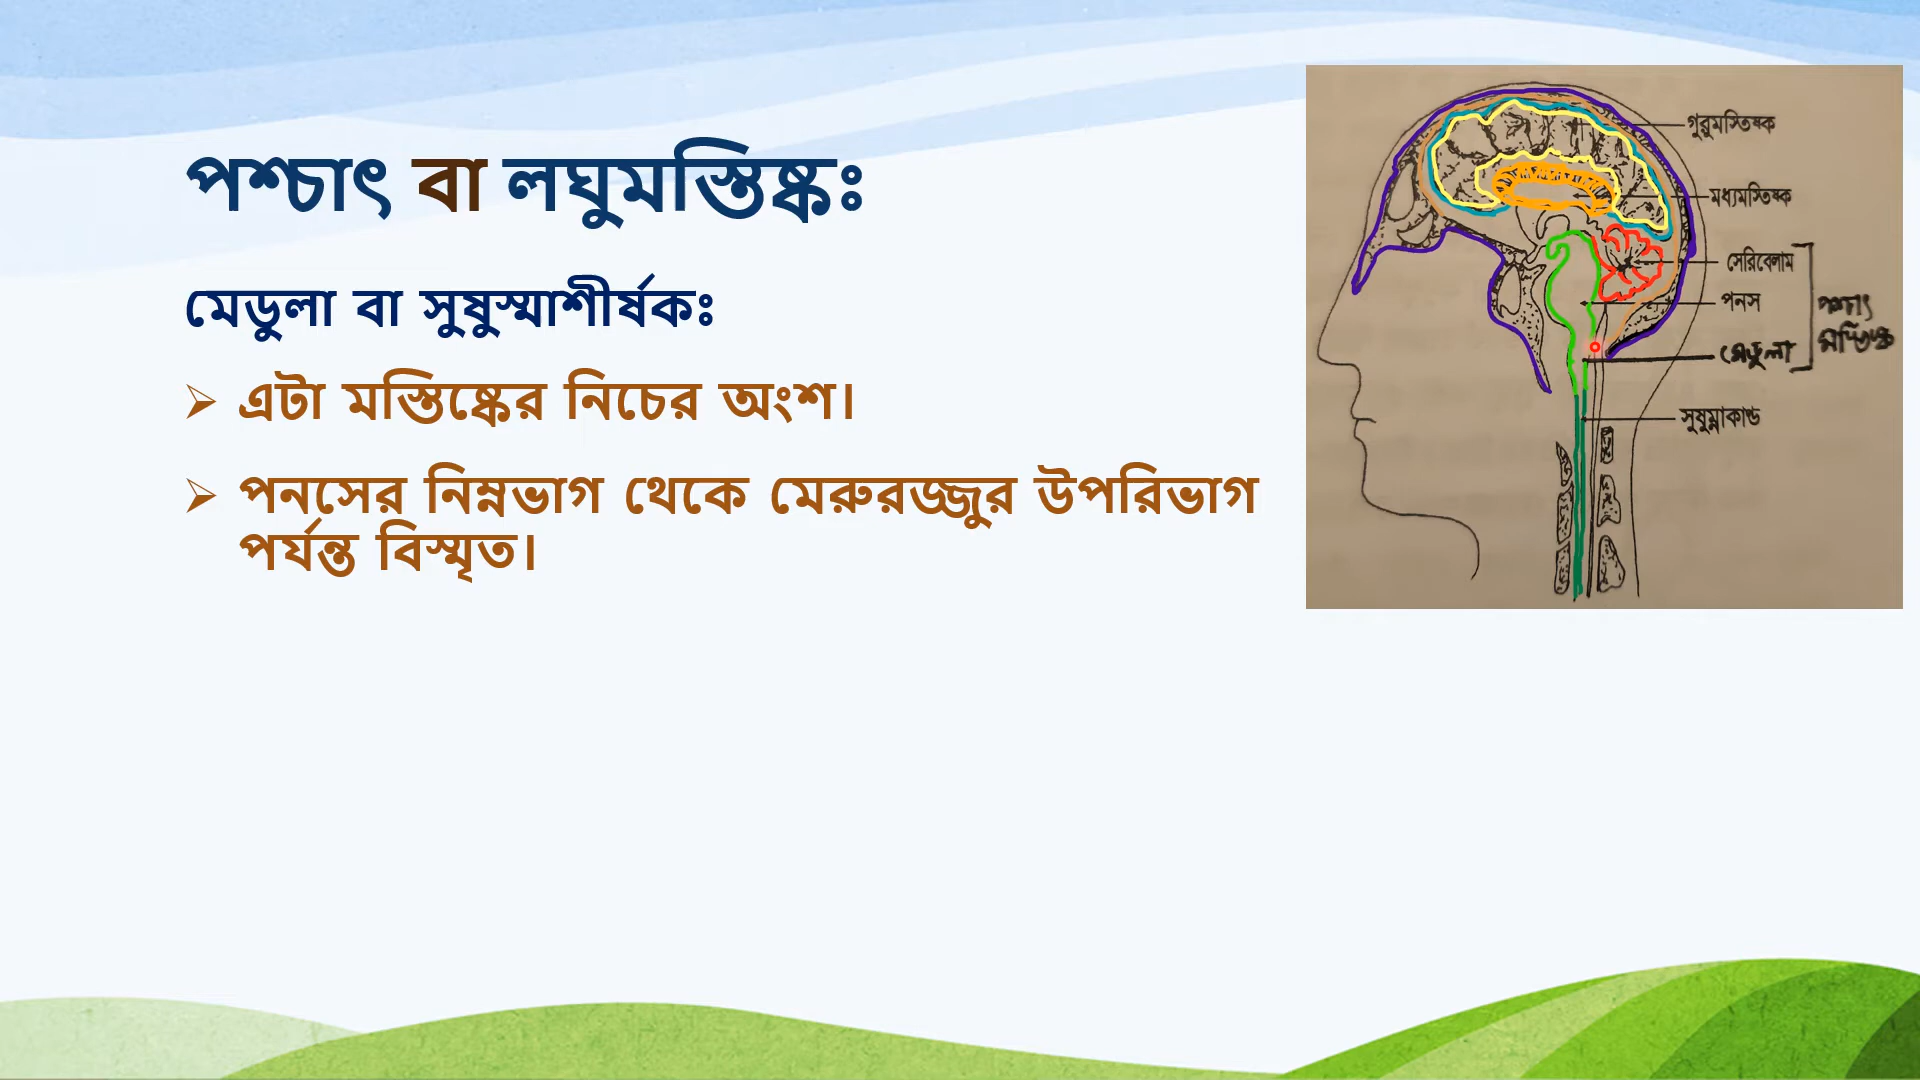 পশ্চাৎ বা লঘুমস্তিষ্কঃ
মেডুলা বা সুষুস্মাশীর্ষকঃ
এটা মস্তিষ্কের নিচের অংশ।
পনসের নিম্নভাগ থেকে মেরুরজ্জুর উপরিভাগ
পর্যন্ত বিস্মৃত।
গুরুমস্তিষ্ক
মধ্যমস্তিষ্ক
সেরিবেলাম
পনস
পশ্চাৎ
মস্তিষ্ক
মেডুলা
সুষুম্নাকাণ্ড